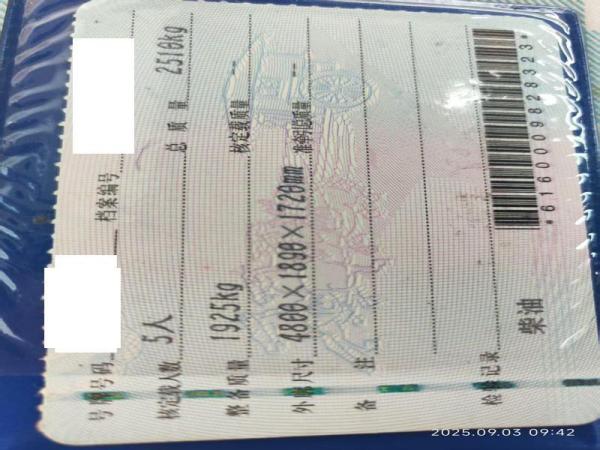 号牌号码 档案编号
核定载人数 5人 总质量 2510kg
整备质量 1925kg 核定载质量 --
外廓尺寸 4800×1890×1720mm 准牵引总质量 --
备注
检验记录 柴油
*6160009828323*
2025.09.03 09:42